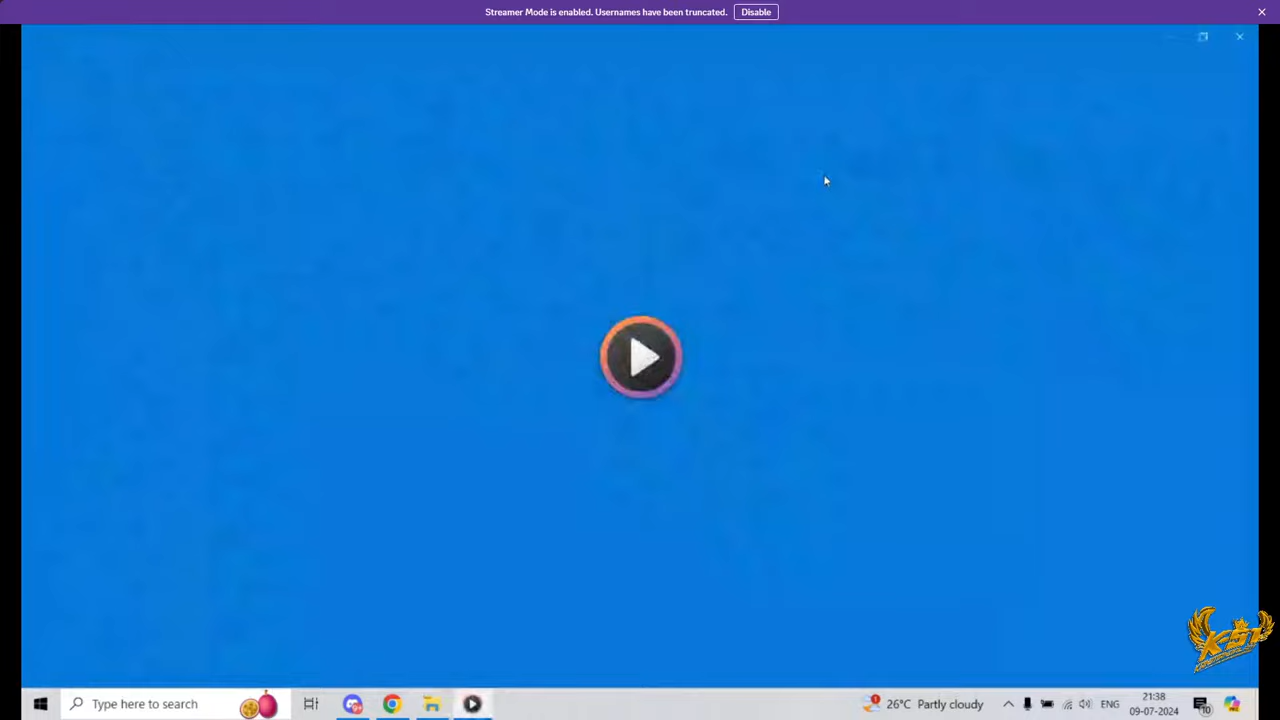 Streamer Mode is enabled. Usernames have been truncated. Disable
Type here to search
26°C Partly cloudy
ENG
21:38
09-07-2024
10